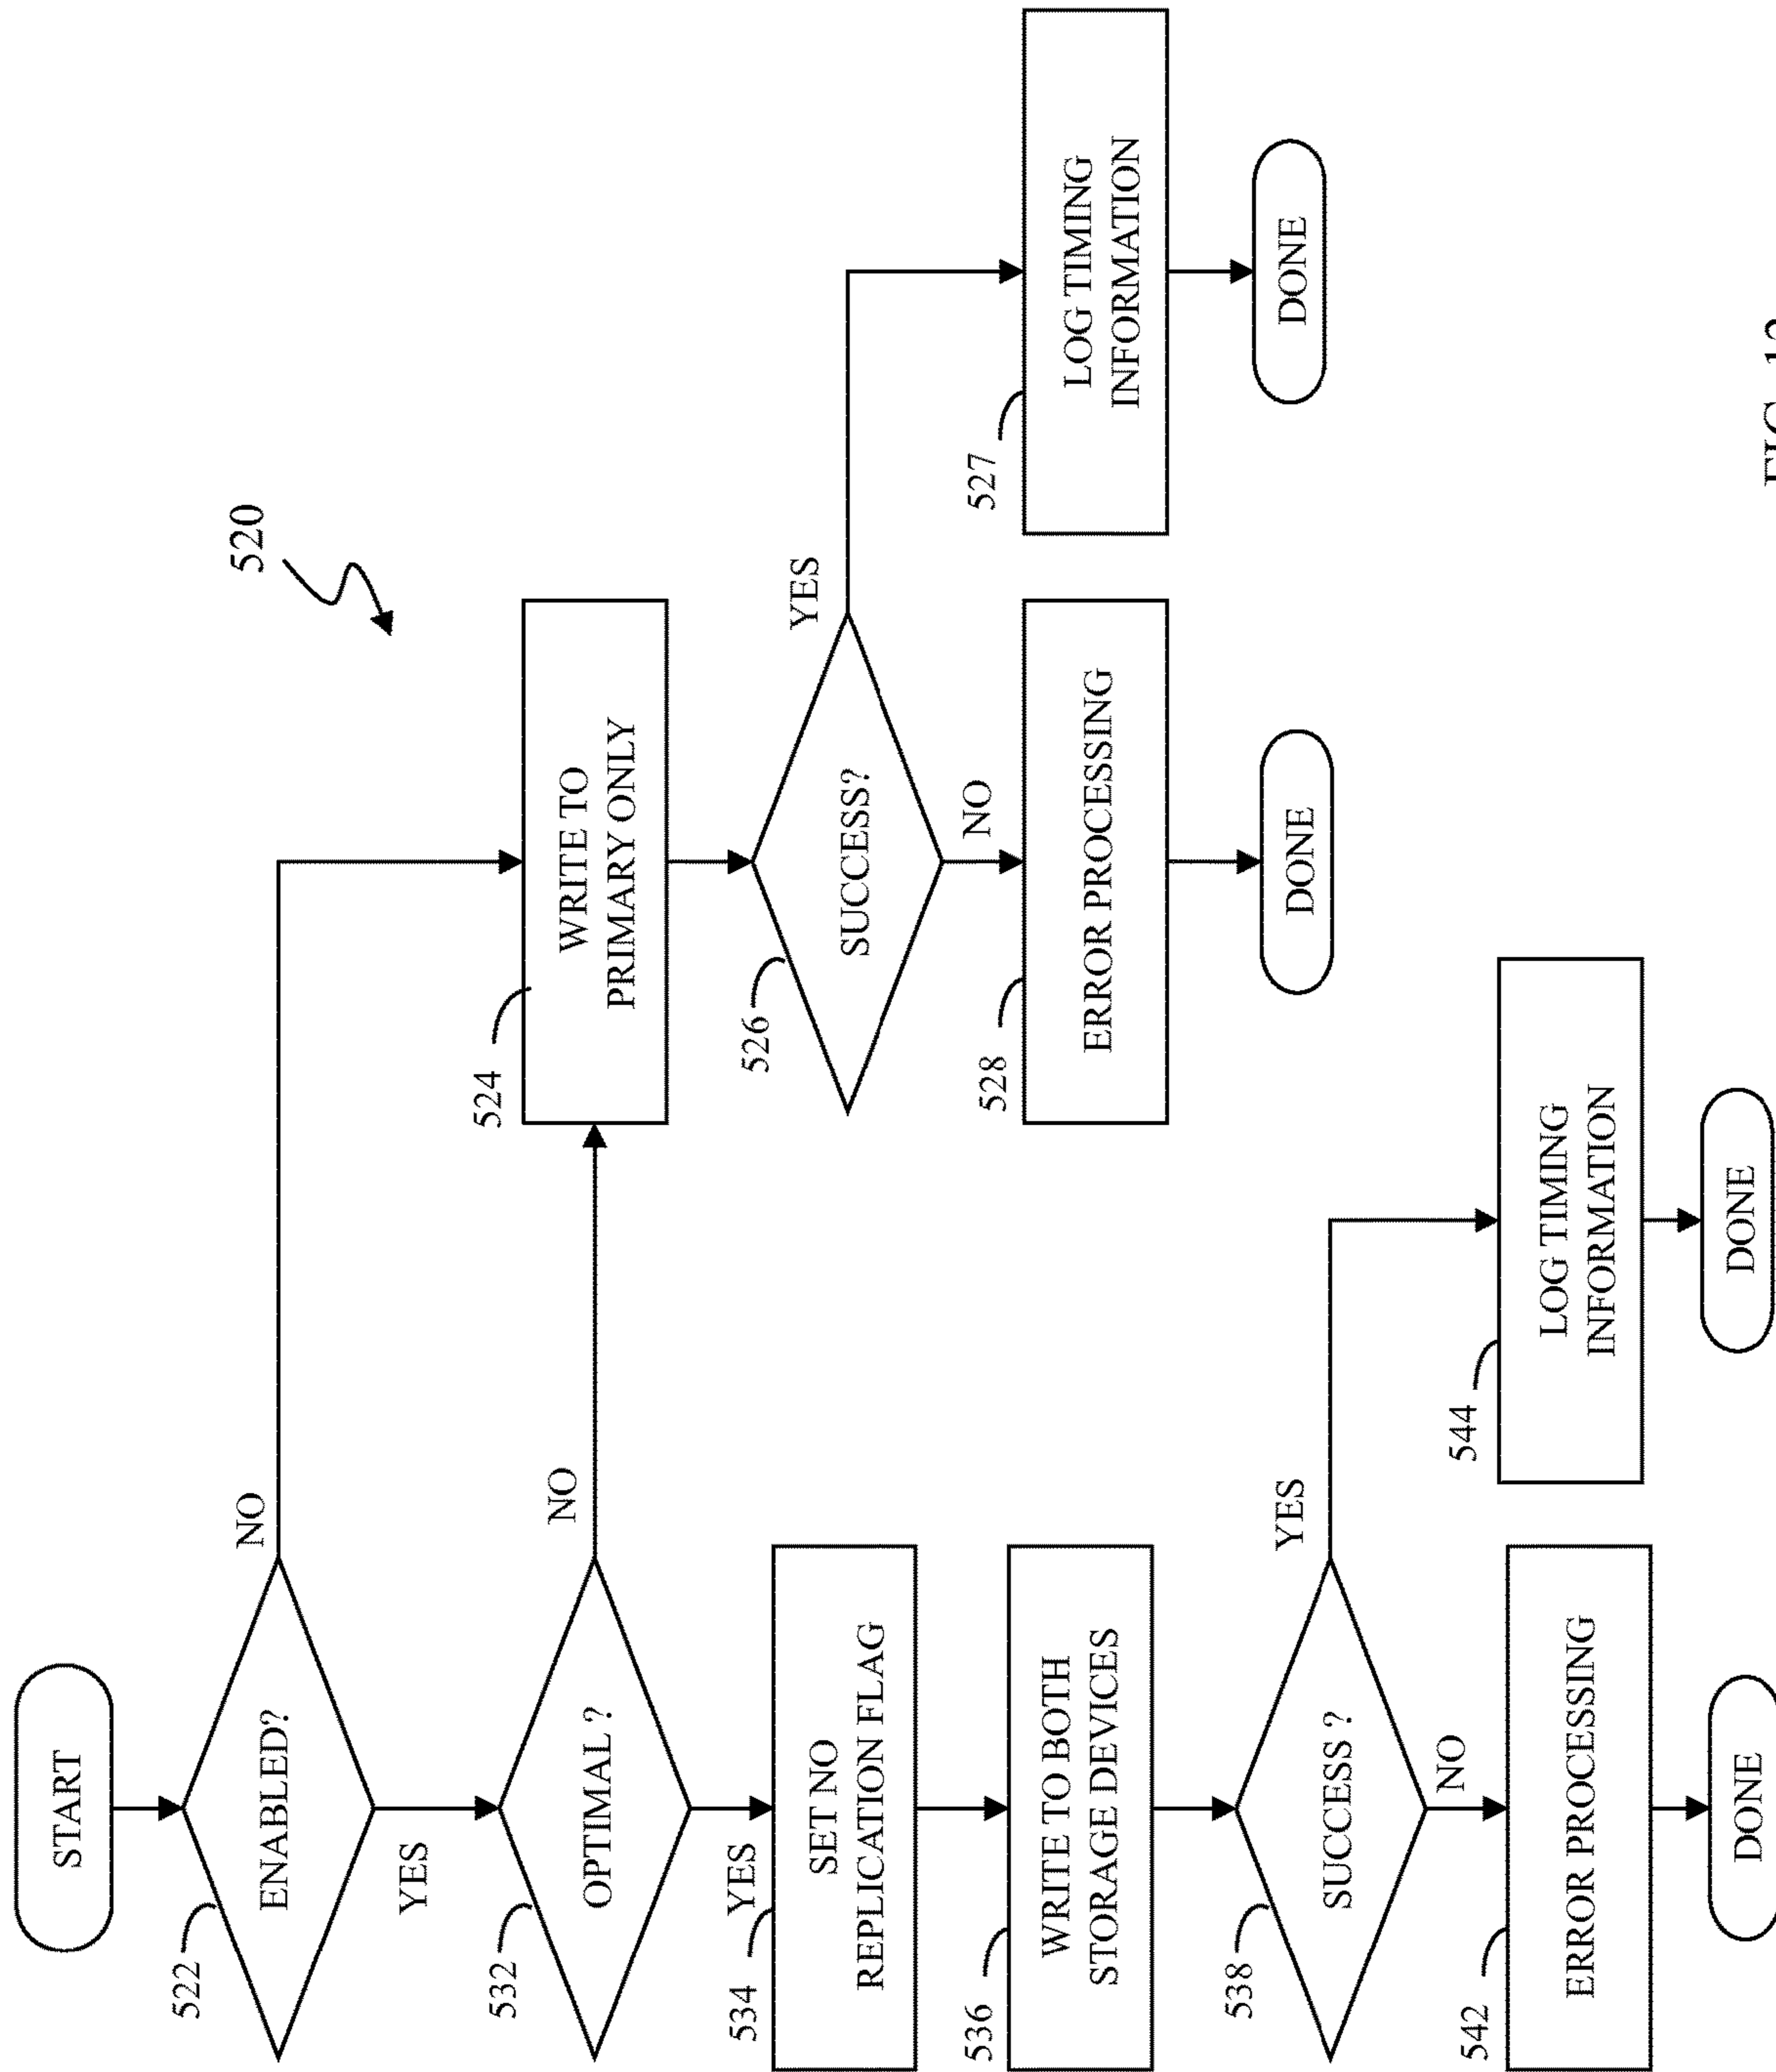 START
520
522
ENABLED?
NO
YES
532
OPTIMAL ?
NO
YES
524
WRITE TO
PRIMARY ONLY
534
SET NO
REPLICATION FLAG
526
SUCCESS?
YES
NO
536
WRITE TO BOTH
STORAGE DEVICES
528
ERROR PROCESSING
527
LOG TIMING
INFORMATION
538
SUCCESS ?
YES
NO
DONE
DONE
542
ERROR PROCESSING
544
LOG TIMING
INFORMATION
DONE
DONE
FIG.